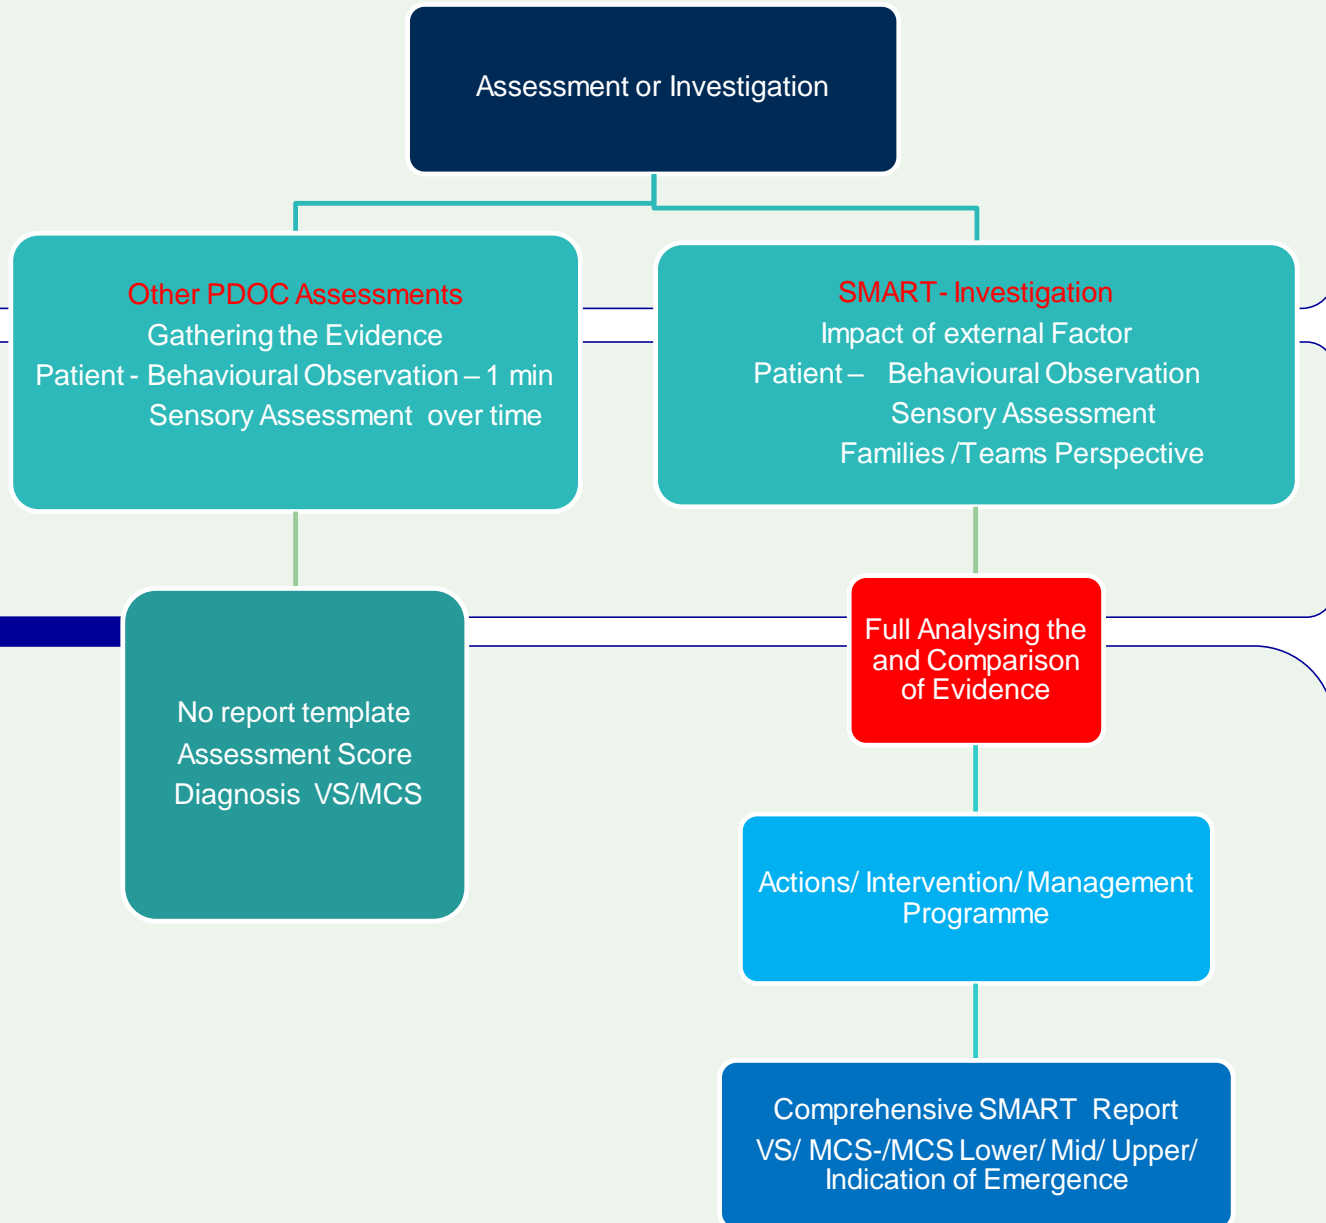 Assessment or Investigation
Other PDOC Assessments
Gathering the Evidence
Patient - Behavioural Observation – 1 min
Sensory Assessment over time
SMART- Investigation
Impact of external Factor
Patient – Behavioural Observation
Sensory Assessment
Families /Teams Perspective
No report template
Assessment Score
Diagnosis VS/MCS
Full Analysing the
and Comparison
of Evidence
Actions/ Intervention/ Management
Programme
Comprehensive SMART Report
VS/ MCS-/MCS Lower/ Mid/ Upper/
Indication of Emergence